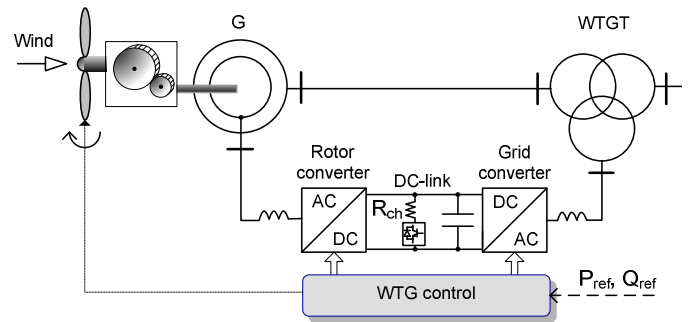 G
WTGT
Wind
Rotor
converter
DC-link
Grid
converter
AC
DC
Rch
DC
AC
WTG control
Pref, Qref